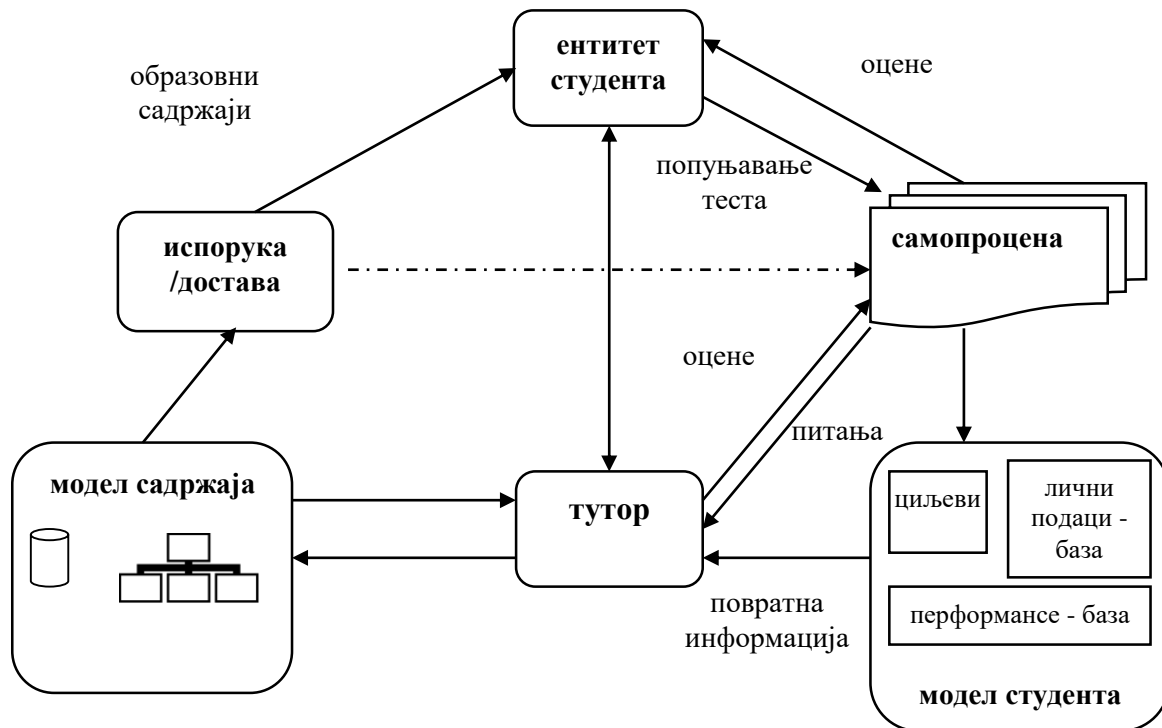 ентитет
студента
оцене
образовни
садржаји
попуњавање
теста
испорука
/достава
самопроцена
оцене
питања
модел садржаја
тутор
циљеви
лични
подаци -
база
перформансе - база
повратна
информација
модел студента